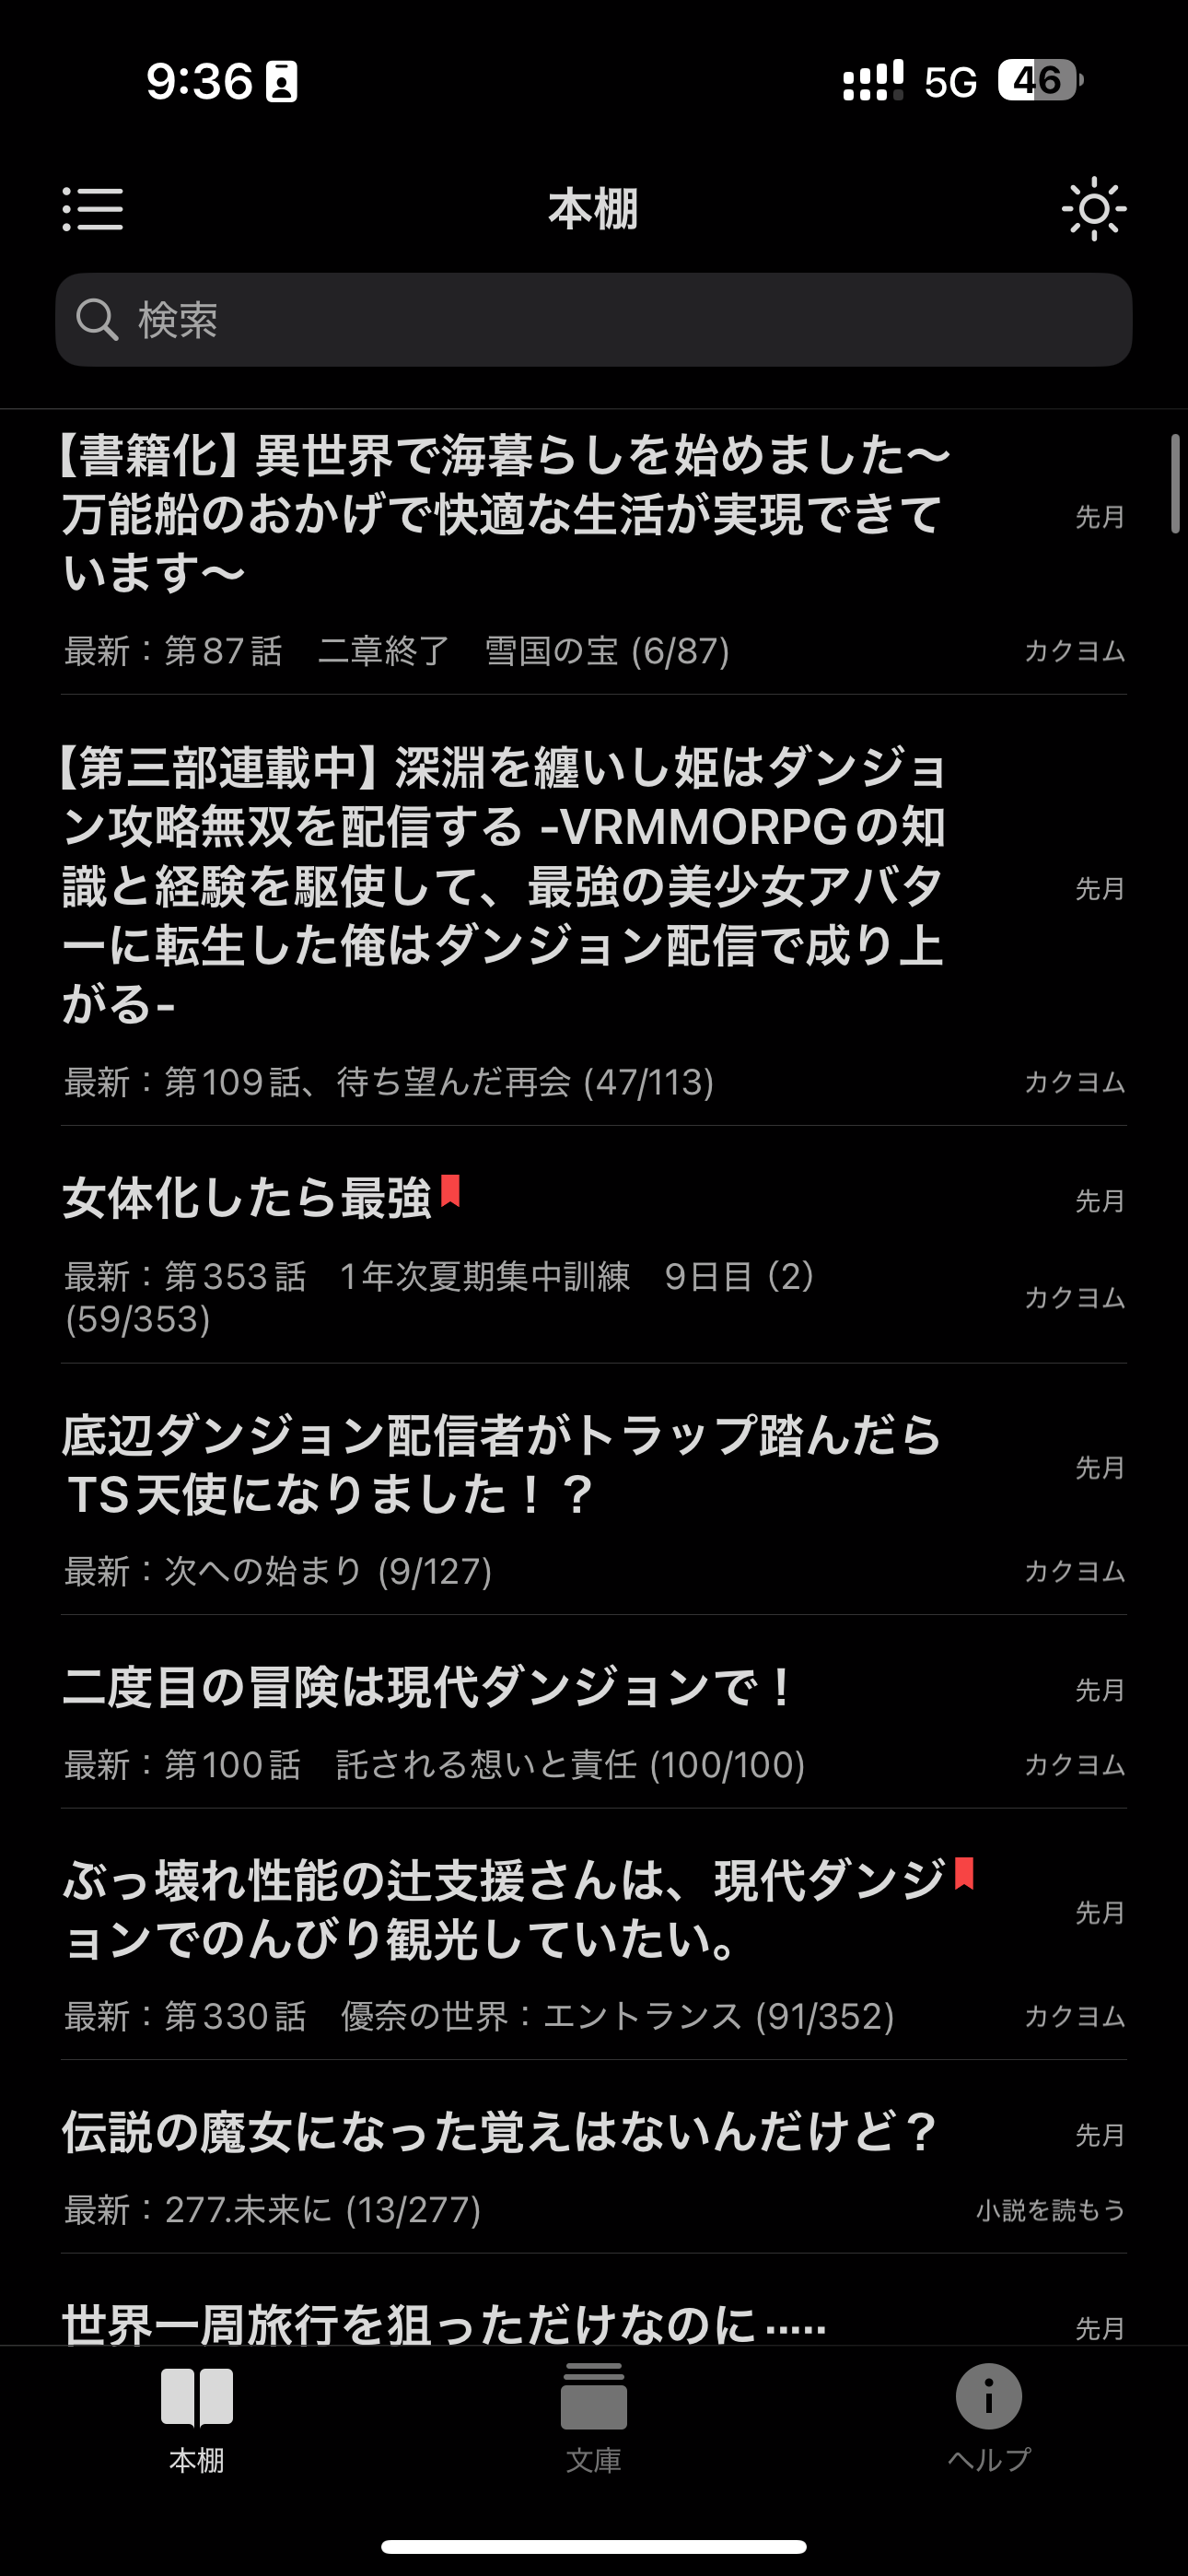 9:36 5G 46
本棚
検索
【書籍化】異世界で海暮らしを始めました〜
万能船のおかげで快適な生活が実現できて
います〜
先月
最新：第87話　二章終了　雪国の宝 (6/87)
カクヨム
【第三部連載中】深淵を纏いし姫はダンジョ
ン攻略無双を配信する -VRMMORPGの知
識と経験を駆使して、最強の美少女アバタ
ーに転生した俺はダンジョン配信で成り上
がる-
先月
最新：第109話、待ち望んだ再会 (47/113)
カクヨム
女体化したら最強
先月
最新：第353話　1年次夏期集中訓練　9日目（2）
(59/353)
カクヨム
底辺ダンジョン配信者がトラップ踏んだら
TS天使になりました！？
先月
最新：次への始まり (9/127)
カクヨム
二度目の冒険は現代ダンジョンで！
先月
最新：第100話　託される想いと責任 (100/100)
カクヨム
ぶっ壊れ性能の辻支援さんは、現代ダンジ
ョンでのんびり観光していたい。
先月
最新：第330話　優奈の世界：エントランス (91/352)
カクヨム
伝説の魔女になった覚えはないんだけど？
先月
最新：277.未来に (13/277)
小説を読もう
世界一周旅行を狙っただけなのに·····
先月
本棚
文庫
ヘルプ